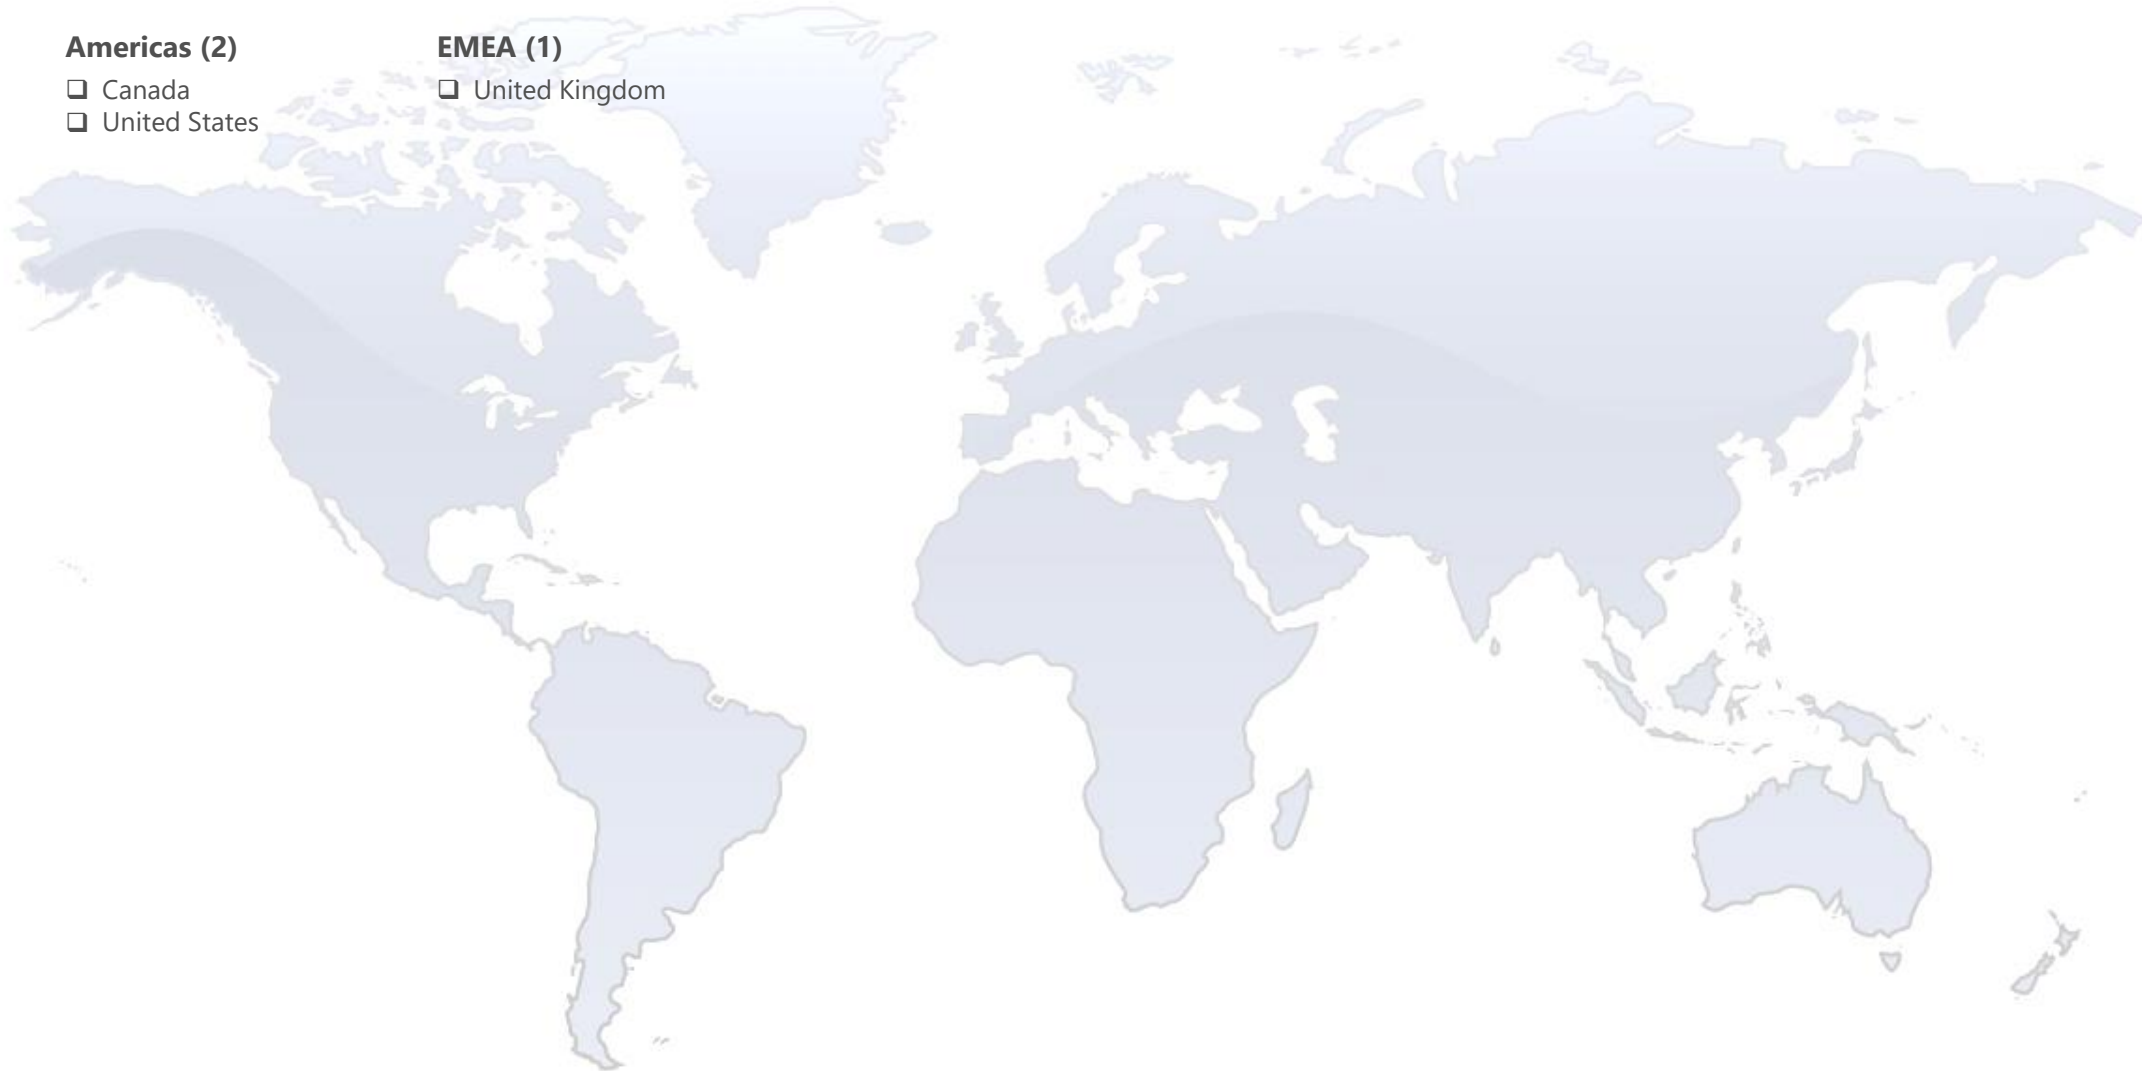 Americas (2)
❑ Canada
❑ United States
EMEA (1)
❑ United Kingdom